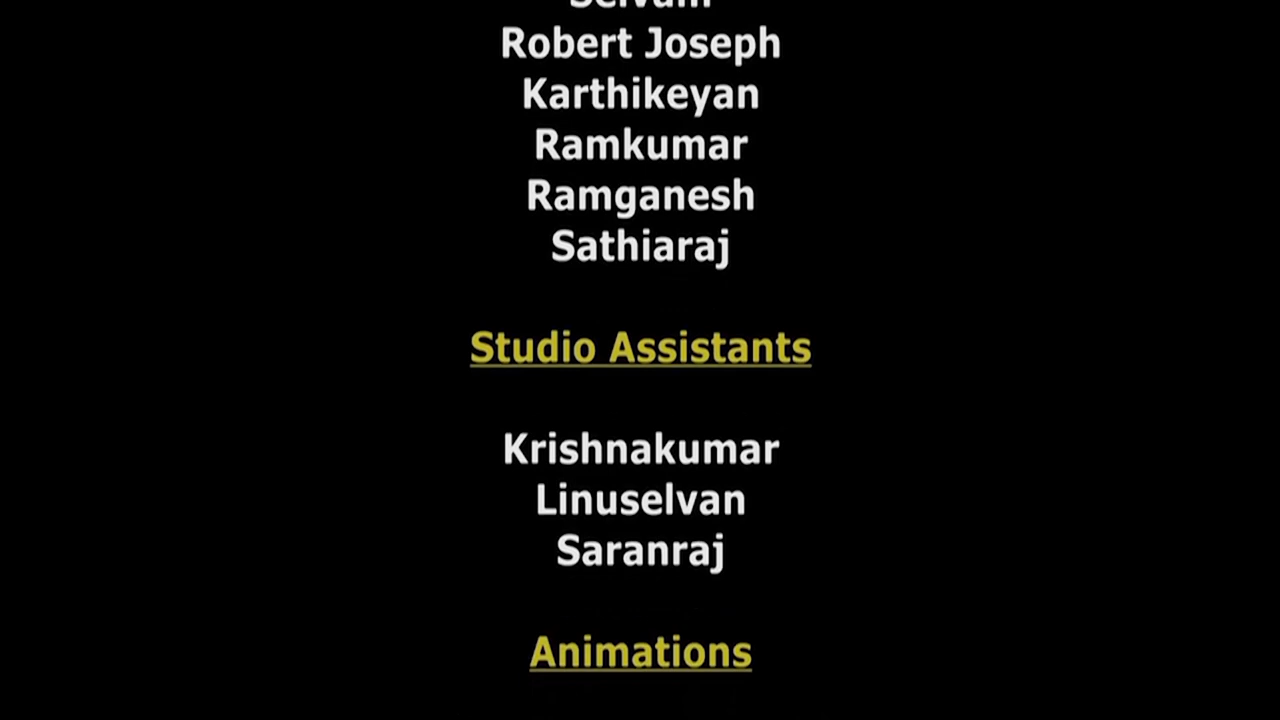 Robert Joseph
Karthikeyan
Ramkumar
Ramganesh
Sathiaraj
Studio Assistants
Krishnakumar
Linuselvan
Saranraj
Animations